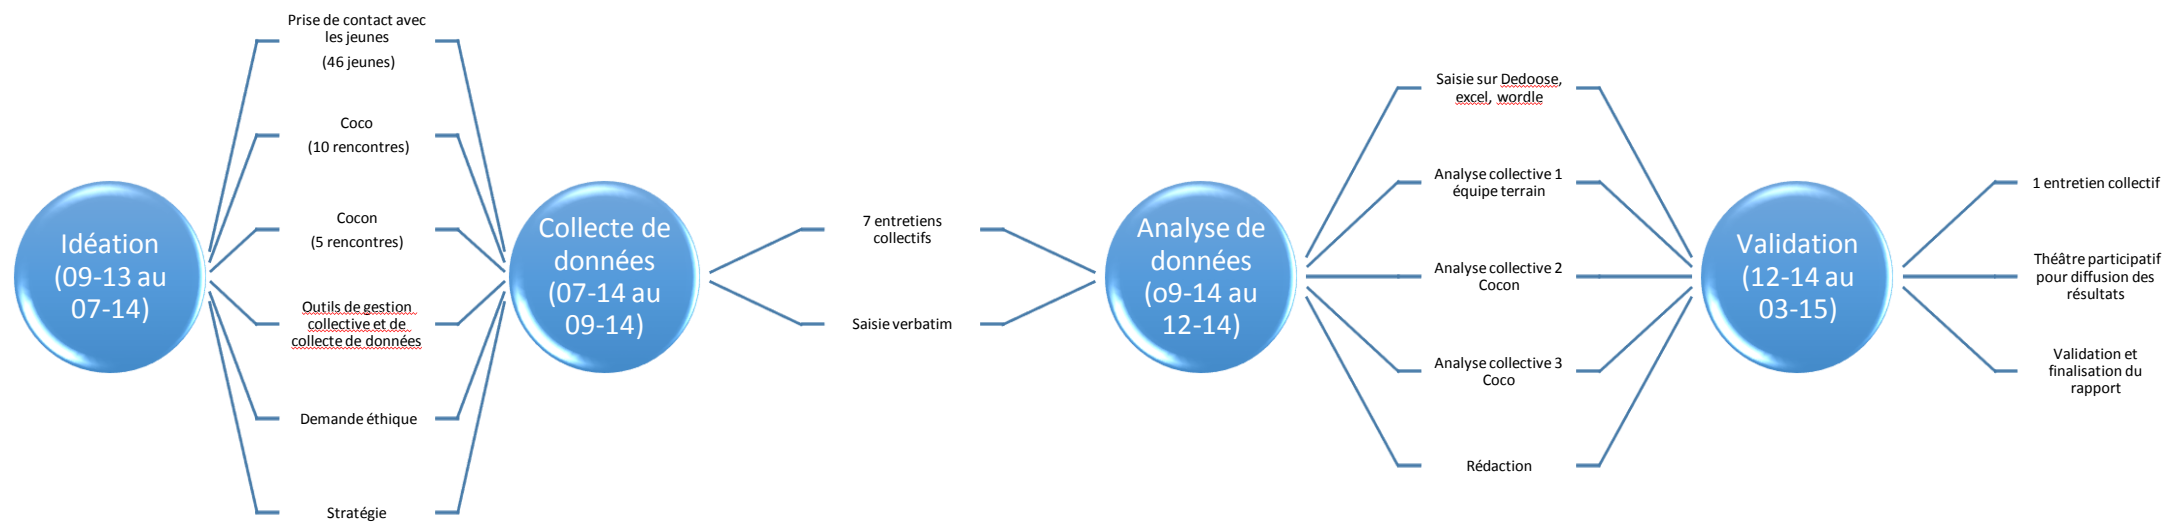 Idéation
(09-13 au
07-14)
Prise de contact avec
les jeunes
(46 jeunes)
Coco
(10 rencontres)
Cocon
(5 rencontres)
Outils de gestion
collective et de
collecte de données
Demande éthique
Stratégie
Collecte de
données
(07-14 au
09-14)
7 entretiens
collectifs
Saisie verbatim
Analyse de
données
(o9-14 au
12-14)
Saisie sur Dedoose,
excel, wordle
Analyse collective 1
équipe terrain
Analyse collective 2
Cocon
Analyse collective 3
Coco
Rédaction
Validation
(12-14 au
03-15)
1 entretien collectif
Théâtre participatif
pour diffusion des
résultats
Validation et
finalisation du
rapport